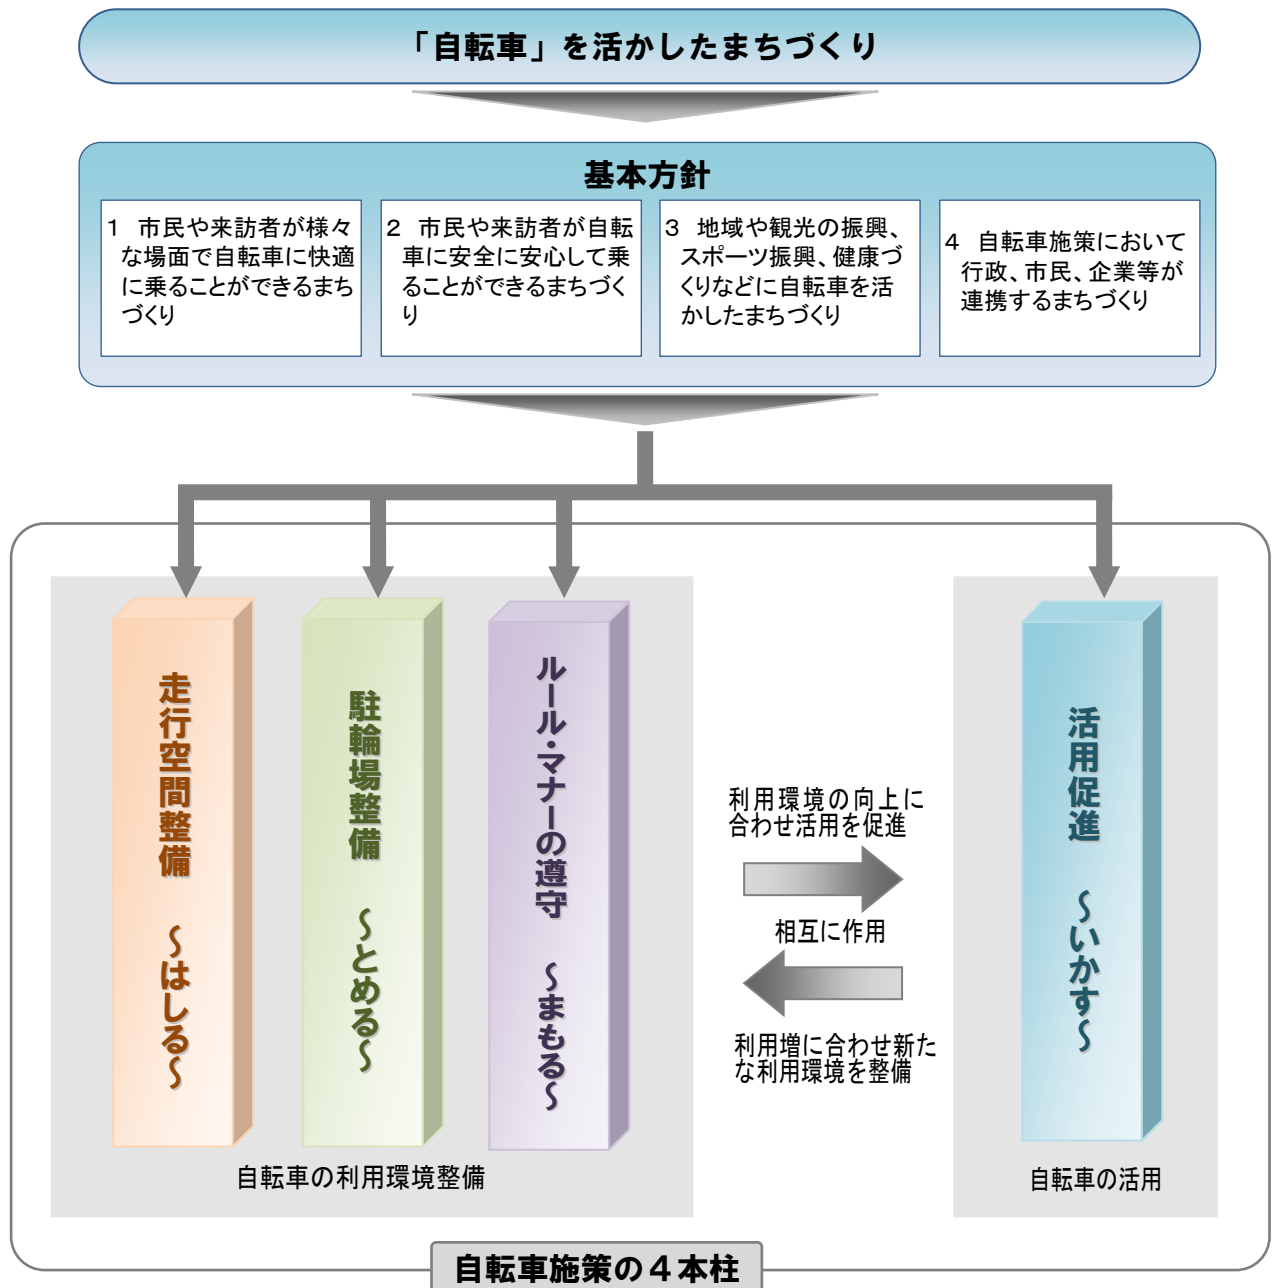 「自転車」を活かしたまちづくり
基本方針
1 市民や来訪者が様々
な場面で自転車に快適
に乗ることができるまち
づくり
2 市民や来訪者が自転
車に安全に安心して乗
ることができるまちづく
り
3 地域や観光の振興、
スポーツ振興、健康づ
くりなどに自転車を活
かしたまちづくり
4 自転車施策において
行政、市民、企業等が
連携するまちづくり
走行空間整備 ～はしる～
駐輪場整備 ～とめる～
ルール・マナーの遵守 ～まもる～
利用環境の向上に
合わせ活用を促進
相互に作用
利用増に合わせ新た
な利用環境を整備
活用促進 ～いかす～
自転車の利用環境整備
自転車の活用
自転車施策の4本柱